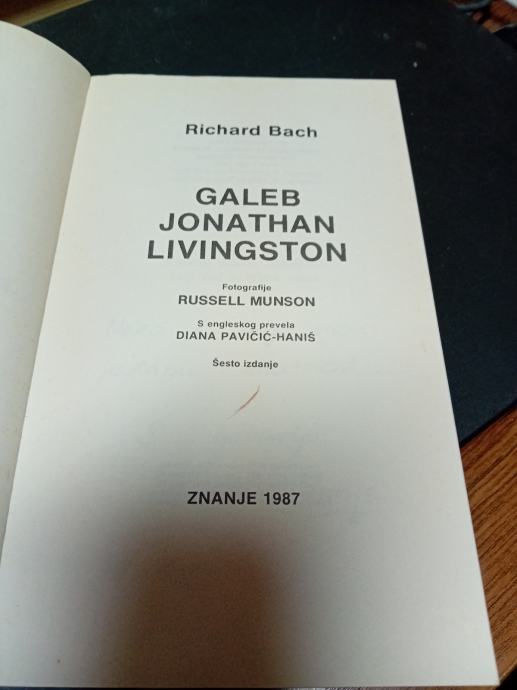 Richard Bach
GALEB
JONATHAN
LIVINGSTON
Fotografije
RUSSELL MUNSON
S engleskog prevela
DIANA PAVIČIĆ-HANIŠ
Šesto izdanje
ZNANJE 1987